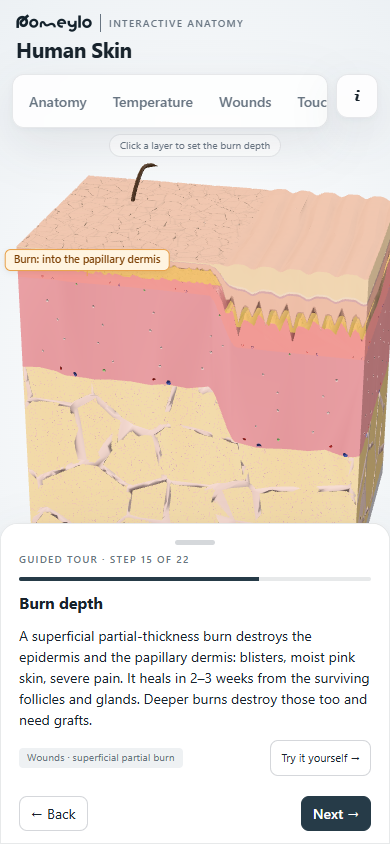 Domeylo | INTERACTIVE ANATOMY
Human Skin
Anatomy Temperature Wounds Touc
i
Click a layer to set the burn depth
Burn: into the papillary dermis
GUIDED TOUR · STEP 15 OF 22
Burn depth
A superficial partial-thickness burn destroys the
epidermis and the papillary dermis: blisters, moist pink
skin, severe pain. It heals in 2–3 weeks from the surviving
follicles and glands. Deeper burns destroy those too and
need grafts.
Wounds · superficial partial burn
Try it yourself →
← Back
Next →